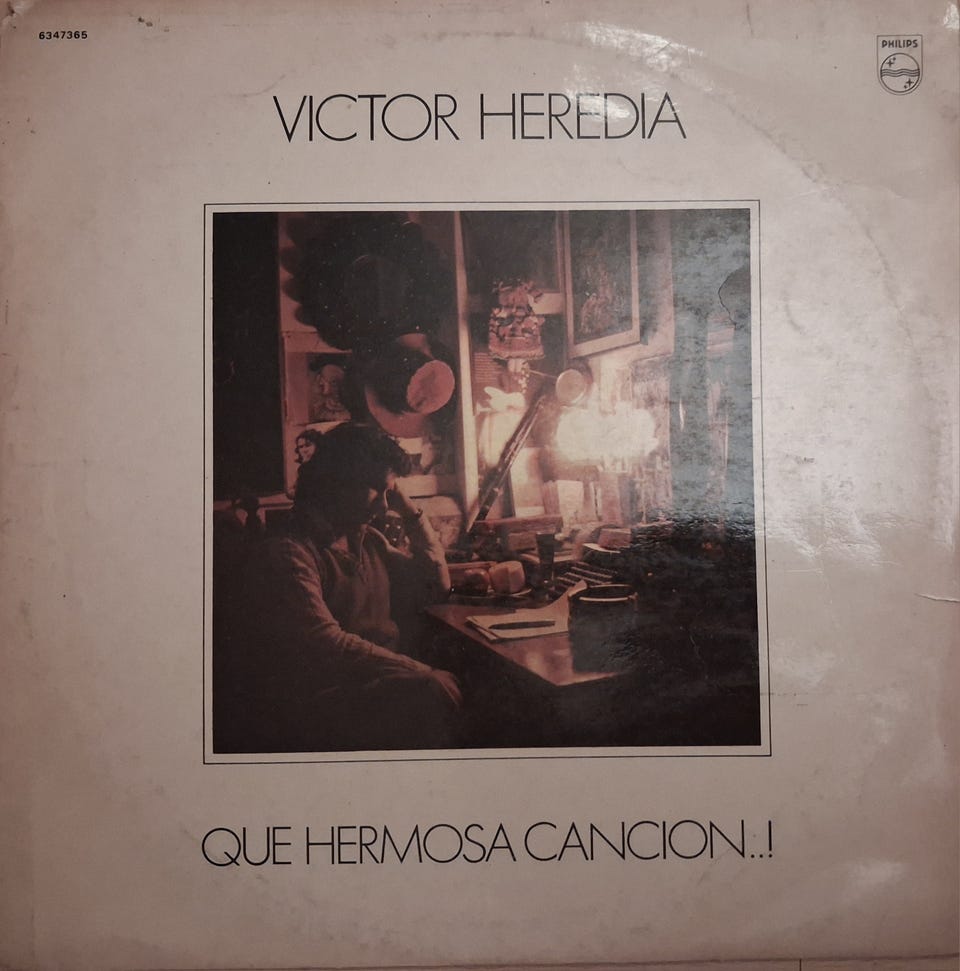 6347365
PHILIPS
VICTOR HEREDIA
QUE HERMOSA CANCION..!